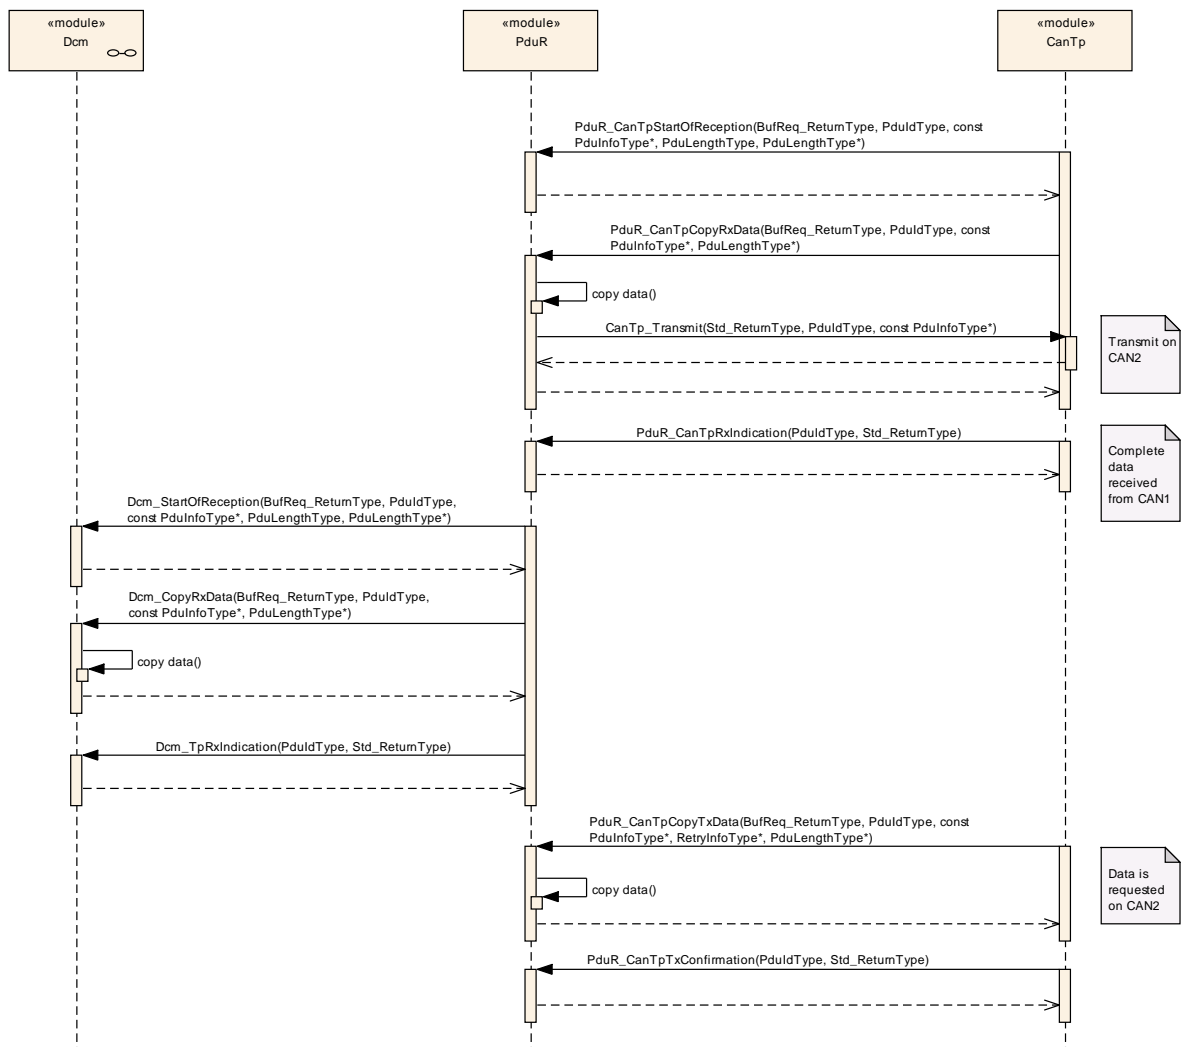 «module»
Dcm
«module»
PduR
«module»
CanTp
PduR_CanTpStartOfReception(BufReq_ReturnType, PduIdType, const
PduInfoType*, PduLengthType, PduLengthType*)
PduR_CanTpCopyRxData(BufReq_ReturnType, PduIdType, const
PduInfoType*, PduLengthType*)
copy data()
CanTp_Transmit(Std_ReturnType, PduIdType, const PduInfoType*)
Transmit on
CAN2
PduR_CanTpRxIndication(PduIdType, Std_ReturnType)
Complete
data
received
from CAN1
Dcm_StartOfReception(BufReq_ReturnType, PduIdType,
const PduInfoType*, PduLengthType, PduLengthType*)
Dcm_CopyRxData(BufReq_ReturnType, PduIdType,
const PduInfoType*, PduLengthType*)
copy data()
Dcm_TpRxIndication(PduIdType, Std_ReturnType)
PduR_CanTpCopyTxData(BufReq_ReturnType, PduIdType, const
PduInfoType*, RetryInfoType*, PduLengthType*)
copy data()
Data is
requested
on CAN2
PduR_CanTpTxConfirmation(PduIdType, Std_ReturnType)